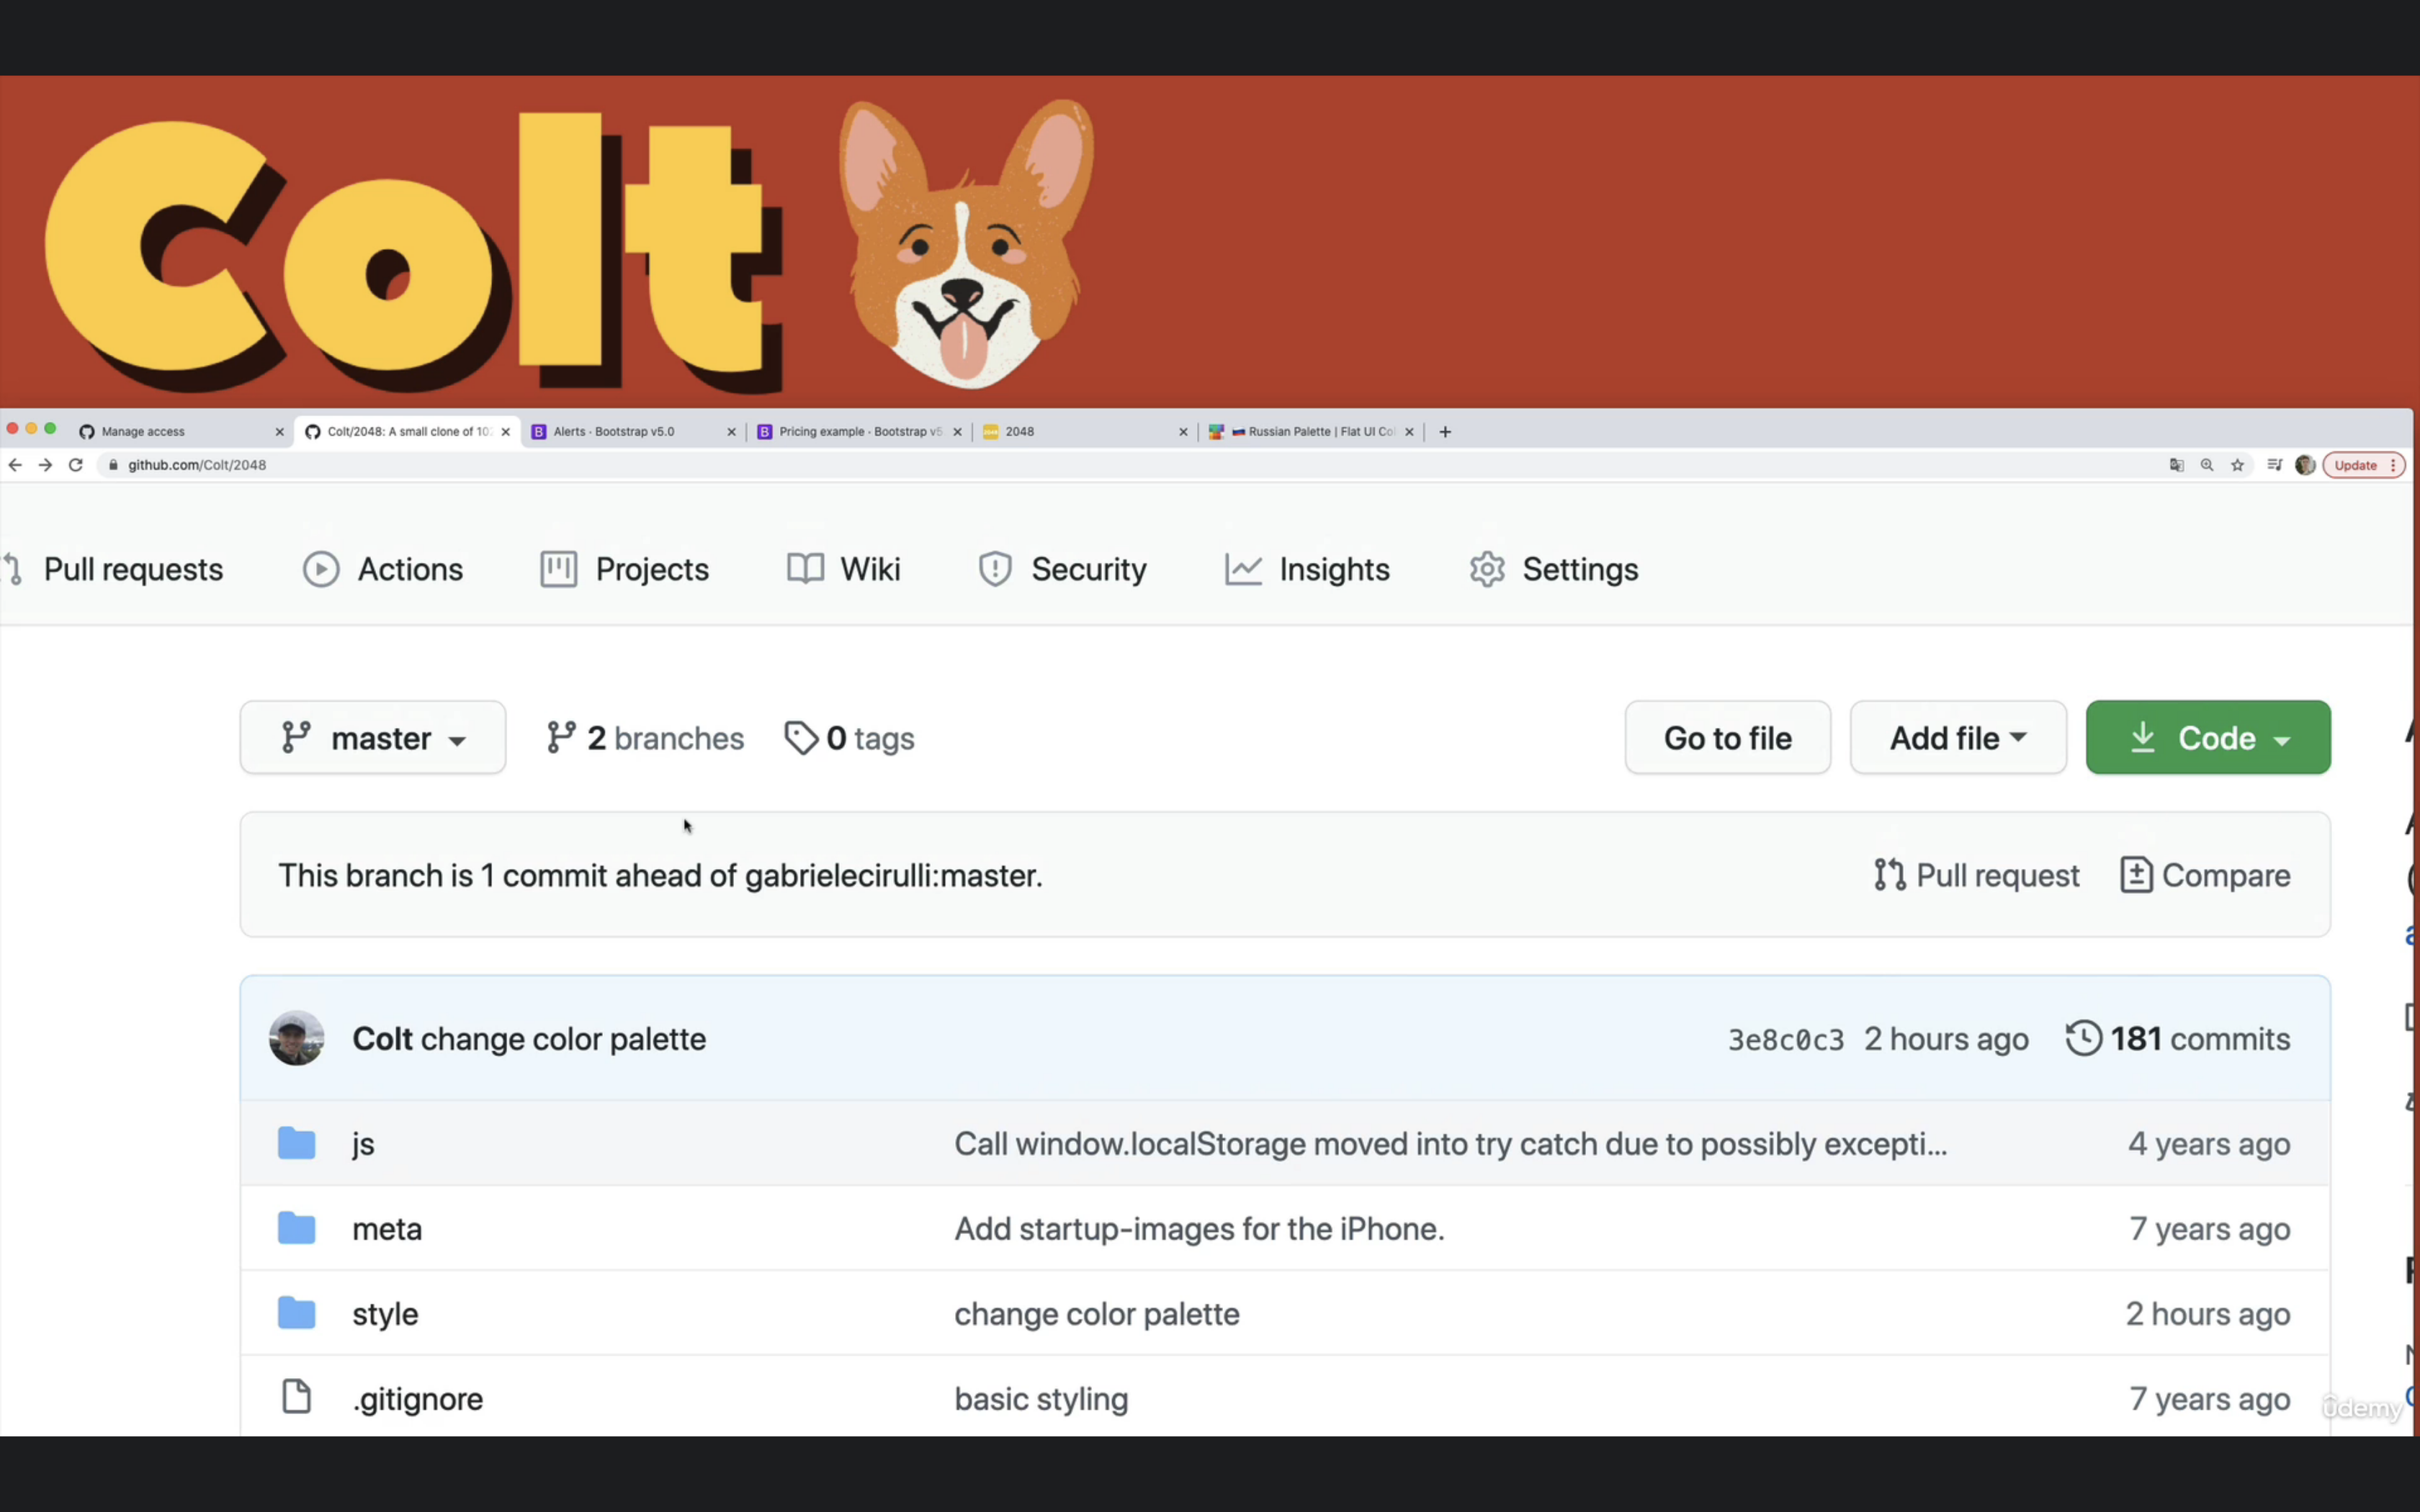 Colt
Manage access
Colt/2048: A small clone of 10
Alerts · Bootstrap v5.0
Pricing example · Bootstrap v5
2048
Russian Palette | Flat UI Co
github.com/Colt/2048
Update
Pull requests
Actions
Projects
Wiki
Security
Insights
Settings
master
2 branches
0 tags
Go to file
Add file
Code
This branch is 1 commit ahead of gabrielecirulli:master.
Pull request
Compare
Colt change color palette
3e8c0c3 2 hours ago
181 commits
js
Call window.localStorage moved into try catch due to possibly excepti...
4 years ago
meta
Add startup-images for the iPhone.
7 years ago
style
change color palette
2 hours ago
.gitignore
basic styling
7 years ago
ûdemy